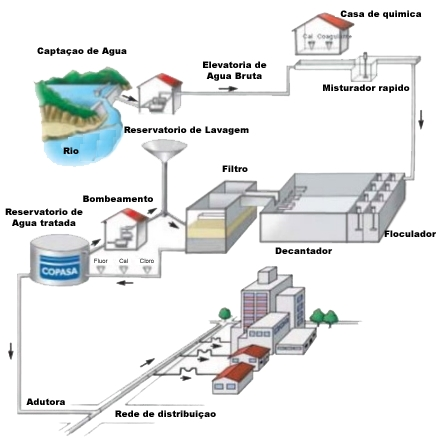 Casa de quimica
Cal Coagulante
Captaçao de Agua
Elevatoria de
Agua Bruta
Misturador rapido
Reservatorio de Lavagem
Rio
Filtro
Bombeamento
Reservatorio de
Agua tratada
Floculador
Decantador
Fluor Cal Cloro
COPASA
Adutora
Rede de distribuiçao